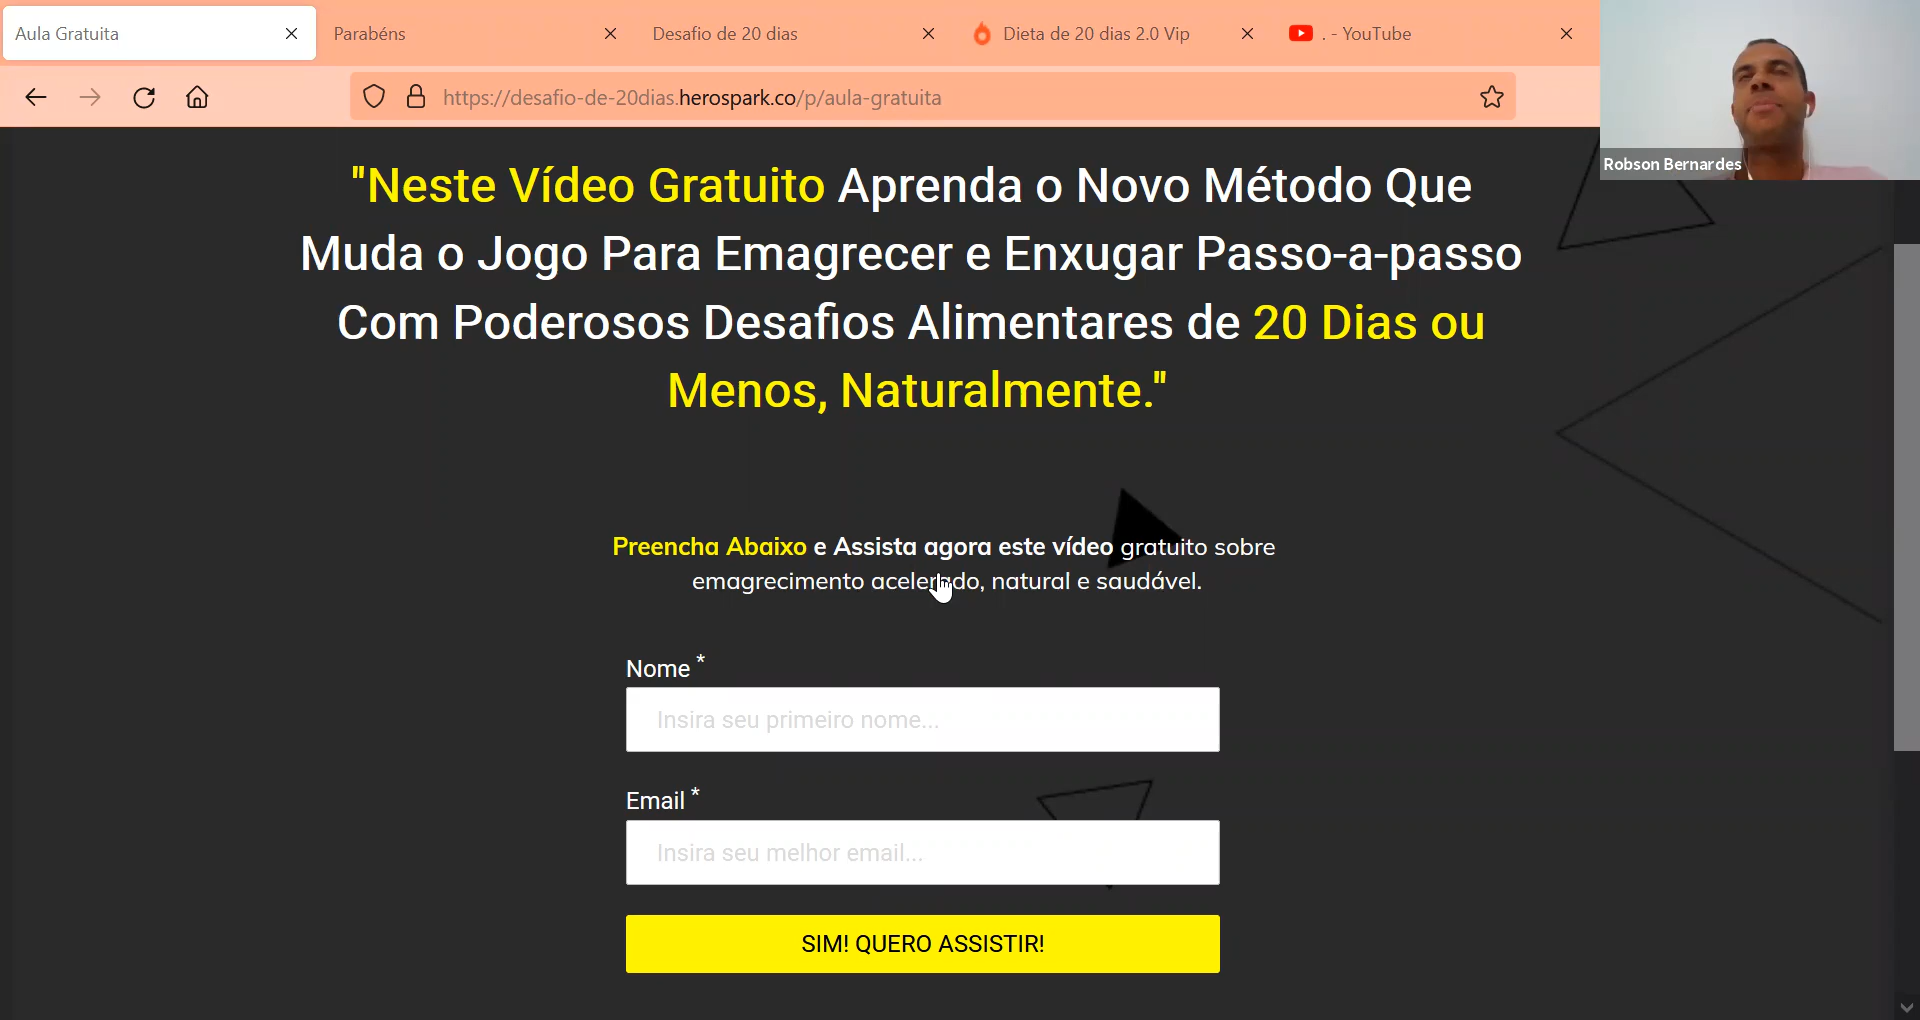 Aula Gratuita
Parabéns
Desafio de 20 dias
Dieta de 20 dias 2.0 Vip
. - YouTube
https://desafio-de-20dias.herospark.co/p/aula-gratuita
Robson Bernardes
"Neste Vídeo Gratuito Aprenda o Novo Método Que
Muda o Jogo Para Emagrecer e Enxugar Passo-a-passo
Com Poderosos Desafios Alimentares de 20 Dias ou
Menos, Naturalmente."
Preencha Abaixo e Assista agora este vídeo gratuito sobre
emagrecimento acelerado, natural e saudável.
Nome *
Insira seu primeiro nome...
Email *
Insira seu melhor email...
SIM! QUERO ASSISTIR!